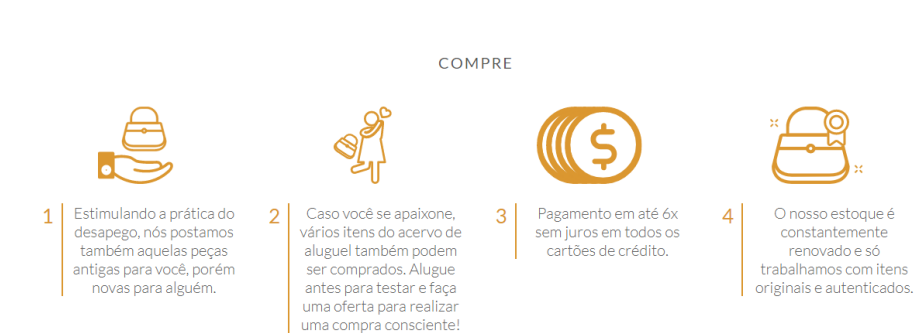 COMPRE
1
Estimulando a prática do
desapego, nós postamos
também aquelas peças
antigas para você, porém
novas para alguém.
2
Caso você se apaixone,
vários itens do acervo de
aluguel também podem
ser comprados. Alugue
antes para testar e faça
uma oferta para realizar
uma compra consciente!
3
Pagamento em até 6x
sem juros em todos os
cartões de crédito.
4
O nosso estoque é
constantemente
renovado e só
trabalhamos com itens
originais e autenticados.